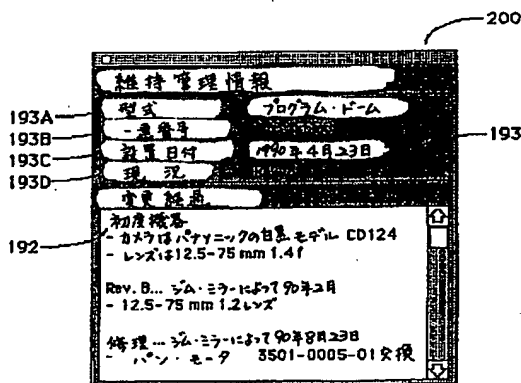 200
維持管理情報
193A 型式 プログラム・ドーム 193
193B 一連番号
193C 設置日付 1990年4月23日
193D 現況
変更経過
192 初度機器
- カメラはパナソニックの白黒モデル CD124
- レンズは12.5-75 mm 1.4f
Rev. B... ジム・ミラーによって90年2月
- 12.5-75 mm 1.2レンズ
修理... ジム・ミラーによって90年8月23日
- パン・モータ 3501-0005-01交換